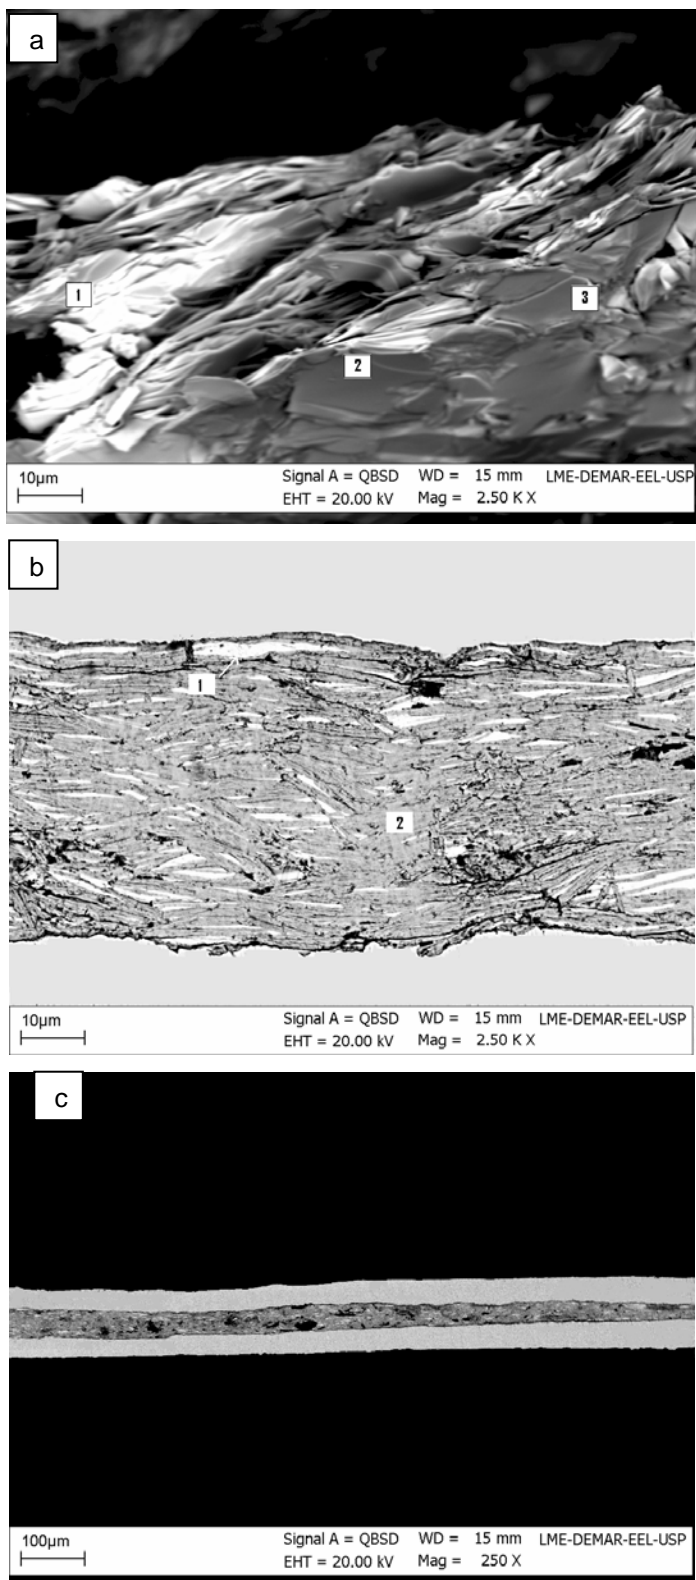 a
1
3
2
10µm
Signal A = QBSD WD = 15 mm LME-DEMAR-EEL-USP
EHT = 20.00 kV Mag = 2.50 K X
b
1
2
10µm
Signal A = QBSD WD = 15 mm LME-DEMAR-EEL-USP
EHT = 20.00 kV Mag = 2.50 K X
c
100µm
Signal A = QBSD WD = 15 mm LME-DEMAR-EEL-USP
EHT = 20.00 kV Mag = 250 X